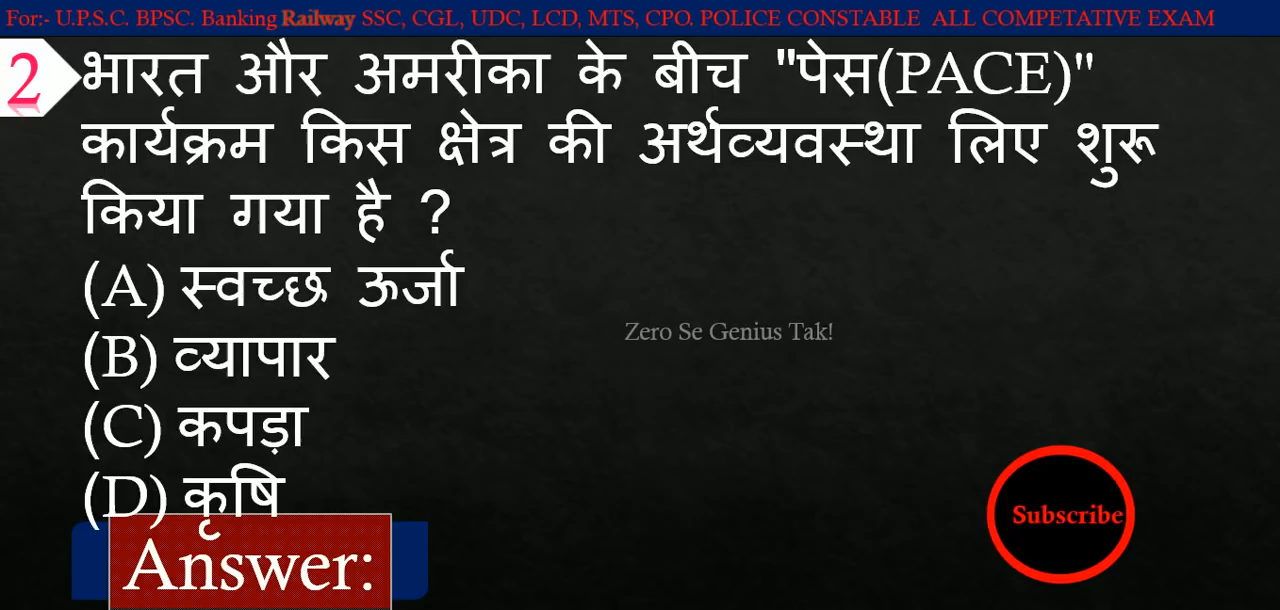 For:- U.P.S.C. BPSC. Banking Railway SSC, CGL, UDC, LCD, MTS, CPO. POLICE CONSTABLE ALL COMPETATIVE EXAM
2
भारत और अमरीका के बीच "पेस(PACE)"
कार्यक्रम किस क्षेत्र की अर्थव्यवस्था लिए शुरू
किया गया है ?
(A) स्वच्छ ऊर्जा
Zero Se Genius Tak!
(B) व्यापार
(C) कपड़ा
(D) कृषि
Subscribe
Answer: